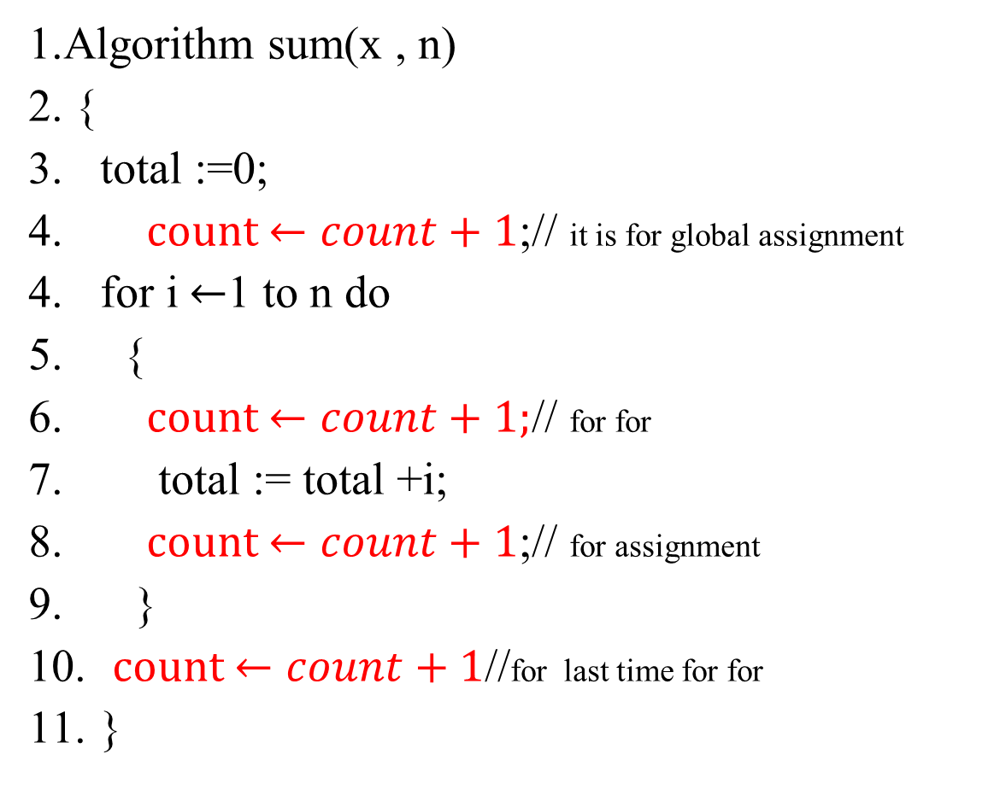 1.Algorithm sum(x , n)
2. {
3. total :=0;
4. count ← count + 1;// it is for global assignment
4. for i ←1 to n do
5. {
6. count ← count + 1;// for for
7. total := total +i;
8. count ← count + 1;// for assignment
9. }
10. count ← count + 1//for last time for for
11. }